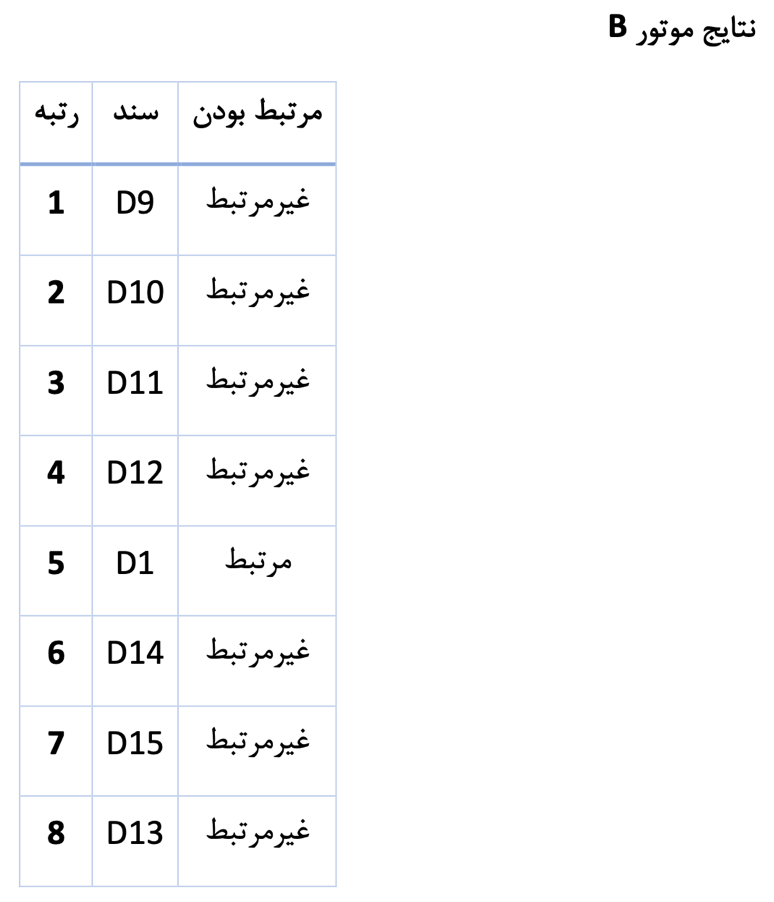 نتایج موتور B
رتبه سند مرتبط بودن
1 D9 غیرمرتبط
2 D10 غیرمرتبط
3 D11 غیرمرتبط
4 D12 غیرمرتبط
5 D1 مرتبط
6 D14 غیرمرتبط
7 D15 غیرمرتبط
8 D13 غیرمرتبط